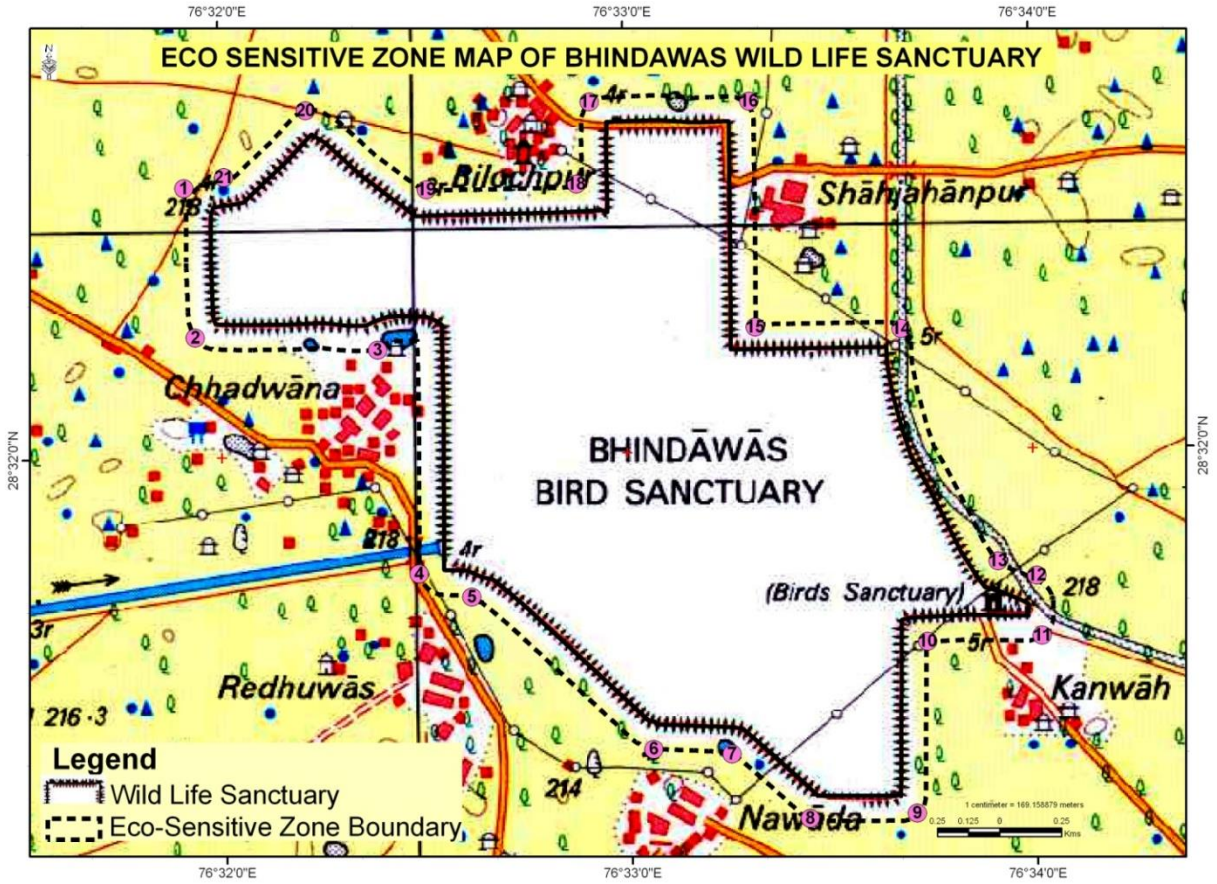 76°32'0"E 76°33'0"E 76°34'0"E
N
ECO SENSITIVE ZONE MAP OF BHINDAWAS WILD LIFE SANCTUARY
20
17 4r 16
1 4r 21
Bilochpur
19 r 18
218
Shāhjahānpur
2
3
15
14 5r
Chhadwāna
28°32'0"N
28°32'0"N
BHINDĀWĀS
BIRD SANCTUARY
218
4r
4
5
13
12
218
(Birds Sanctuary)
3r
10 5r 11
Redhuwās
Kanwāh
216·3
6
7
214
8
9
Nawāda
Legend
Wild Life Sanctuary
Eco-Sensitive Zone Boundary
1 centimeter = 169.158879 meters
0.25 0.125 0 0.25
Kms
76°32'0"E 76°33'0"E 76°34'0"E